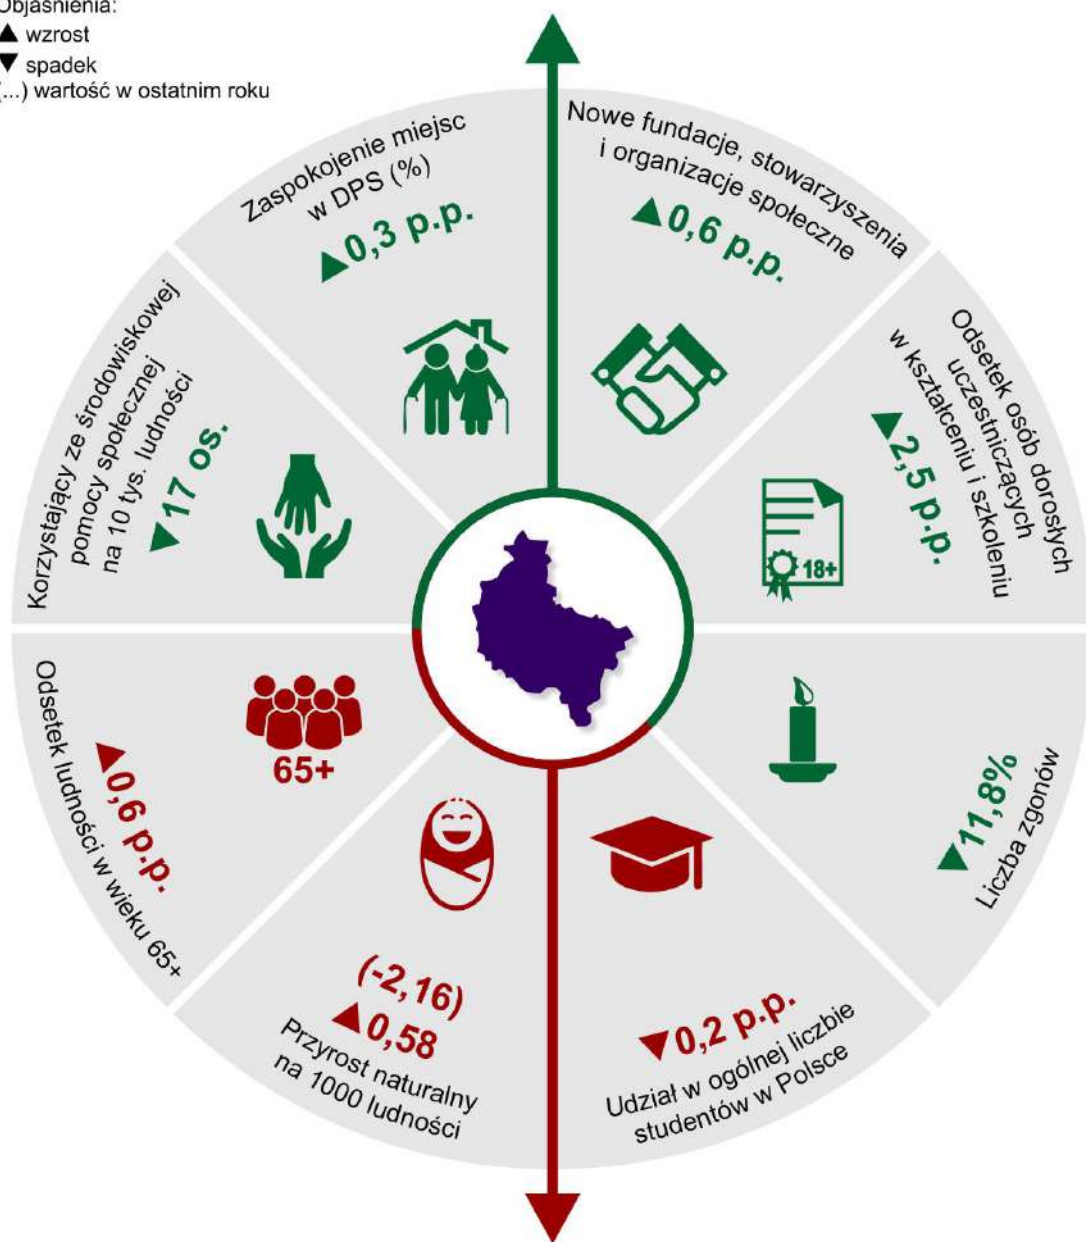 Objaśnienia:
▲ wzrost
▼ spadek
(...) wartość w ostatnim roku
Zaspokojenie miejsc
w DPS (%)
▲0,3 p.p.
Nowe fundacje, stowarzyszenia
i organizacje społeczne
▲0,6 p.p.
Odsetek osób dorosłych
uczestniczących
w kształceniu i szkoleniu
▲2,5 p.p.
18+
Korzystający ze środowiskowej
pomocy społecznej
na 10 tys. ludności
▼17 os.
65+
▲0,6 p.p.
Odsetek ludności w wieku 65+
▼11,8%
Liczba zgonów
(-2,16)
▲0,58
Przyrost naturalny
na 1000 ludności
▼0,2 p.p.
Udział w ogólnej liczbie
studentów w Polsce